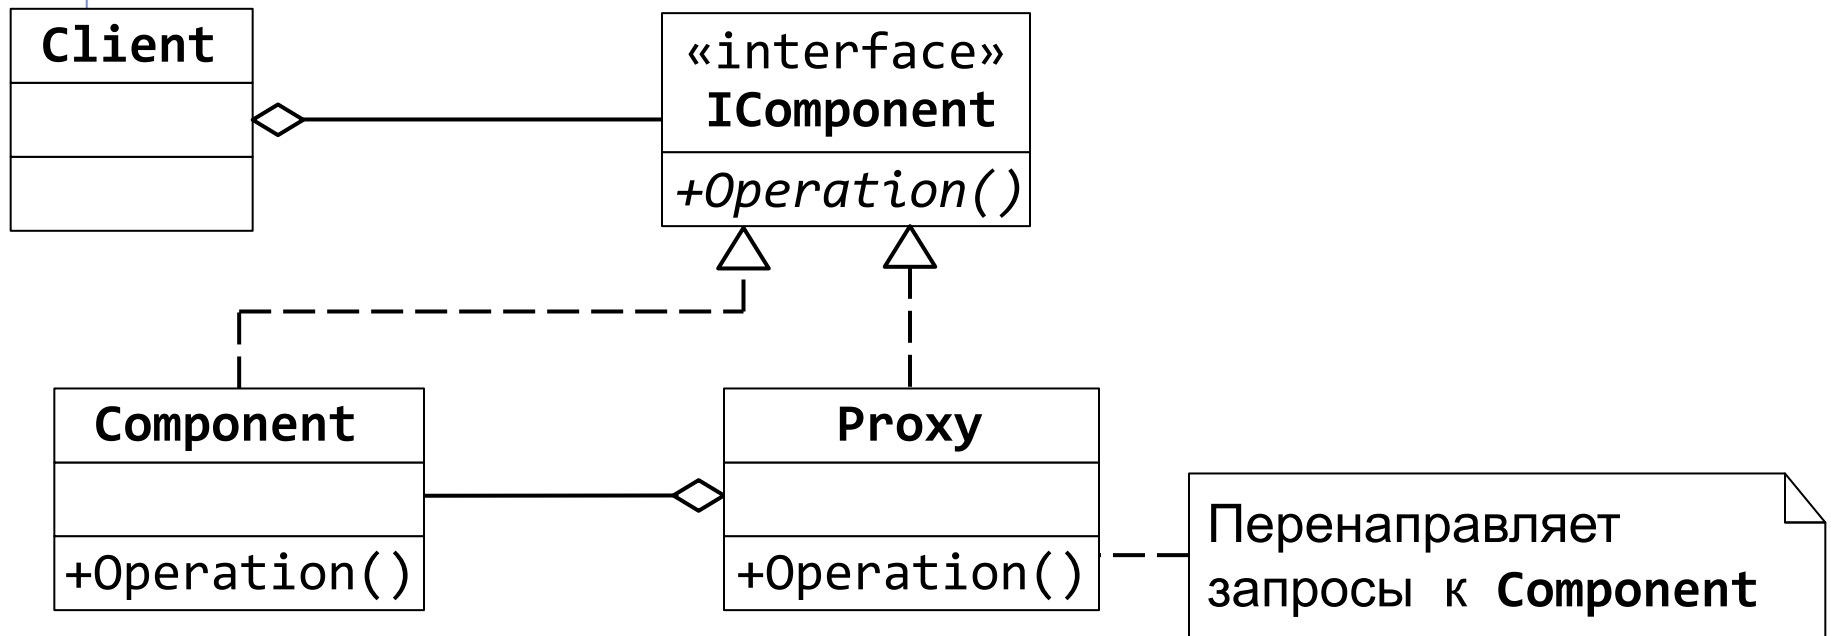 Client
«interface»
IComponent
+Operation()
Component
+Operation()
Proxy
+Operation()
Перенаправляет
запросы к Component